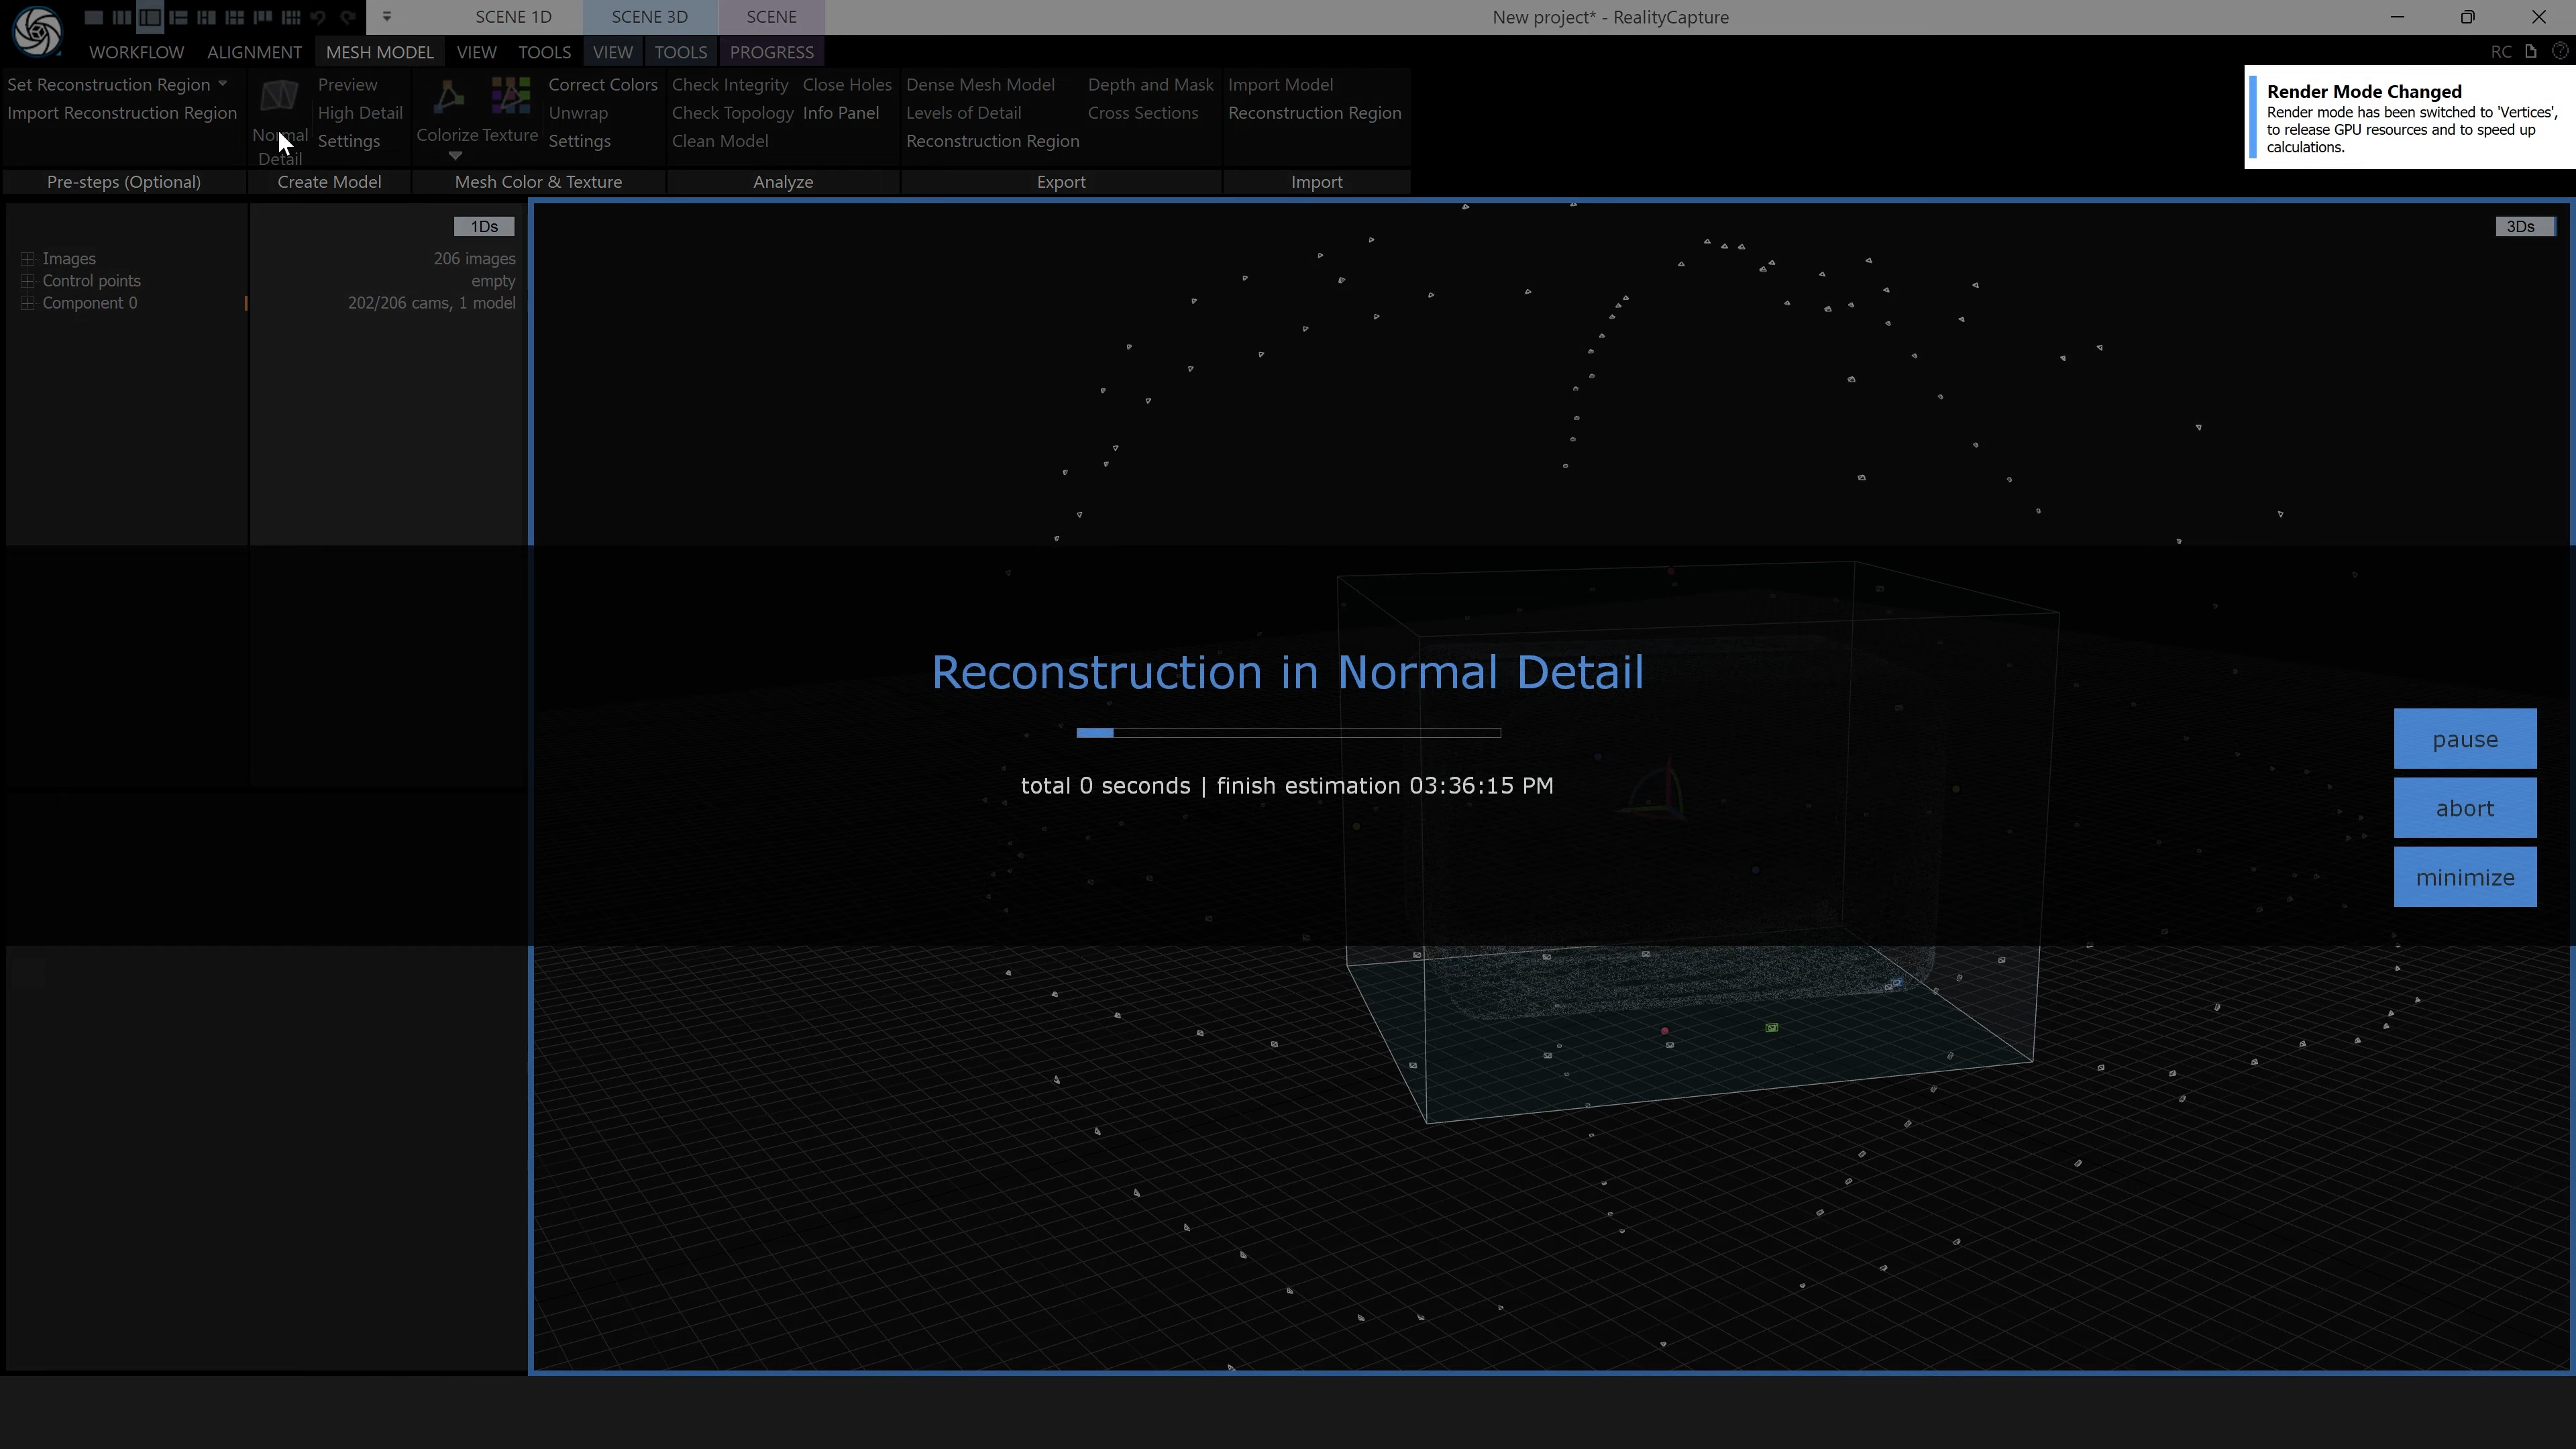 SCENE 1D
SCENE 3D
SCENE
New project* - RealityCapture
WORKFLOW
ALIGNMENT
MESH MODEL
VIEW
TOOLS
VIEW
TOOLS
PROGRESS
RC
Set Reconstruction Region
Import Reconstruction Region
Pre-steps (Optional)
Normal
Detail
Preview
High Detail
Settings
Create Model
Colorize
Texture
Correct Colors
Unwrap
Settings
Mesh Color & Texture
Check Integrity
Check Topology
Clean Model
Close Holes
Info Panel
Analyze
Dense Mesh Model
Levels of Detail
Reconstruction Region
Depth and Mask
Cross Sections
Export
Import Model
Reconstruction Region
Import
Render Mode Changed
Render mode has been switched to 'Vertices',
to release GPU resources and to speed up
calculations.
1Ds
Images 206 images
Control points empty
Component 0 202/206 cams, 1 model
3Ds
Reconstruction in Normal Detail
total 0 seconds | finish estimation 03:36:15 PM
pause
abort
minimize